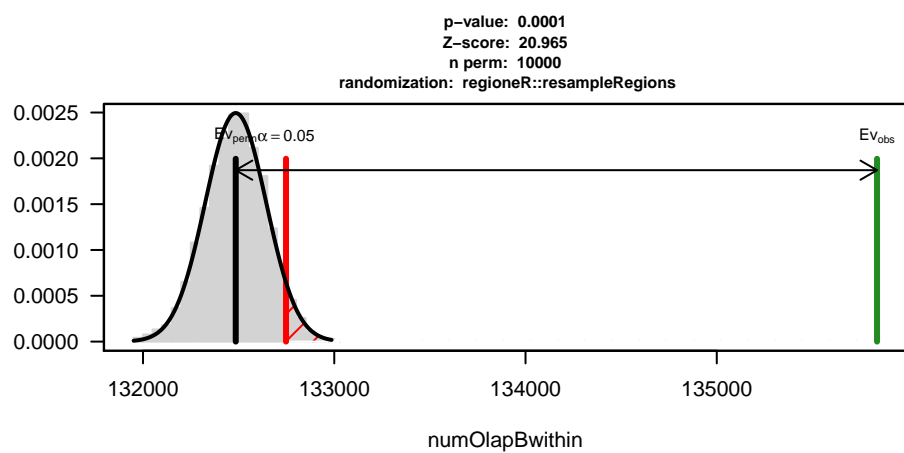 p−value: 0.0001
Z−score: 20.965
n perm: 10000
randomization: regioneR::resampleRegions
0.0025
Evperm α = 0.05 Evobs
0.0020
0.0015
0.0010
0.0005
0.0000
132000 133000 134000 135000
numOlapBwithin